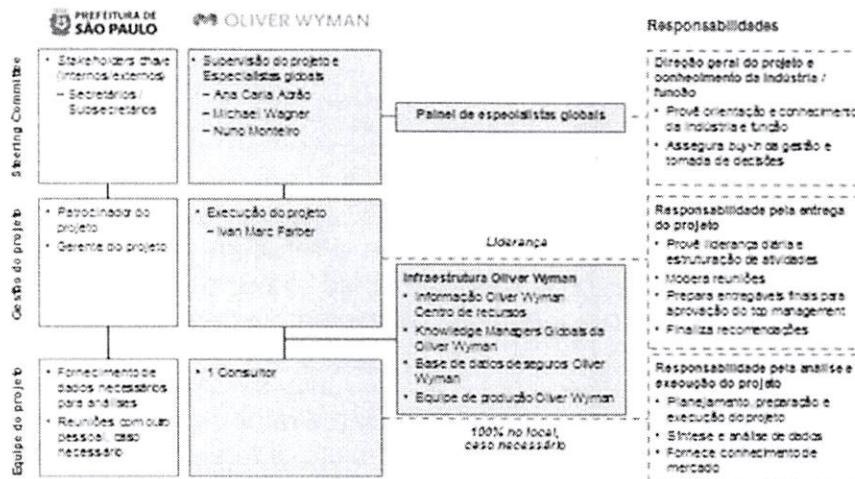 PREFEITURA DE
SÃO PAULO
OLIVER WYMAN
Responsabilidades
Steering Committee
• Stakeholders chave
(internos/externos)
– Secretários /
Subsecretários
• Supervisão do projeto e
Especialistas globais
– Ana Carla Abrão
– Michael Wagner
– Nuno Monteiro
Painel de especialistas globais
Direção geral do projeto e
conhecimento da indústria /
função
• Provê orientação e conhecimento
da indústria e função
• Assegura buy-in da gestão e
tomada de decisões
Gestão do projeto
• Patrocinador do
projeto
• Gerente do projeto
• Execução do projeto
– Ivan Marc Farber
Liderança
Responsabilidade pela entrega
do projeto
• Provê liderança diária e
estruturação de atividades
• Modera reuniões
• Prepara entregáveis finais para
aprovação do top management
• Finaliza recomendações
Infraestrutura Oliver Wyman
• Informação Oliver Wyman
Centro de recursos
• Knowledge Managers Globais da
Oliver Wyman
• Base de dados de seguros Oliver
Wyman
• Equipe de produção Oliver Wyman
Equipe do projeto
• Fornecimento de
dados necessários
para análises
• Reuniões com outro
pessoal, caso
necessário
• 1 Consultor
100% no local,
caso necessário
Responsabilidade pela análise e
execução do projeto
• Planejamento, preparação e
execução do projeto
• Síntese e análise de dados
• Fornece conhecimento de
mercado